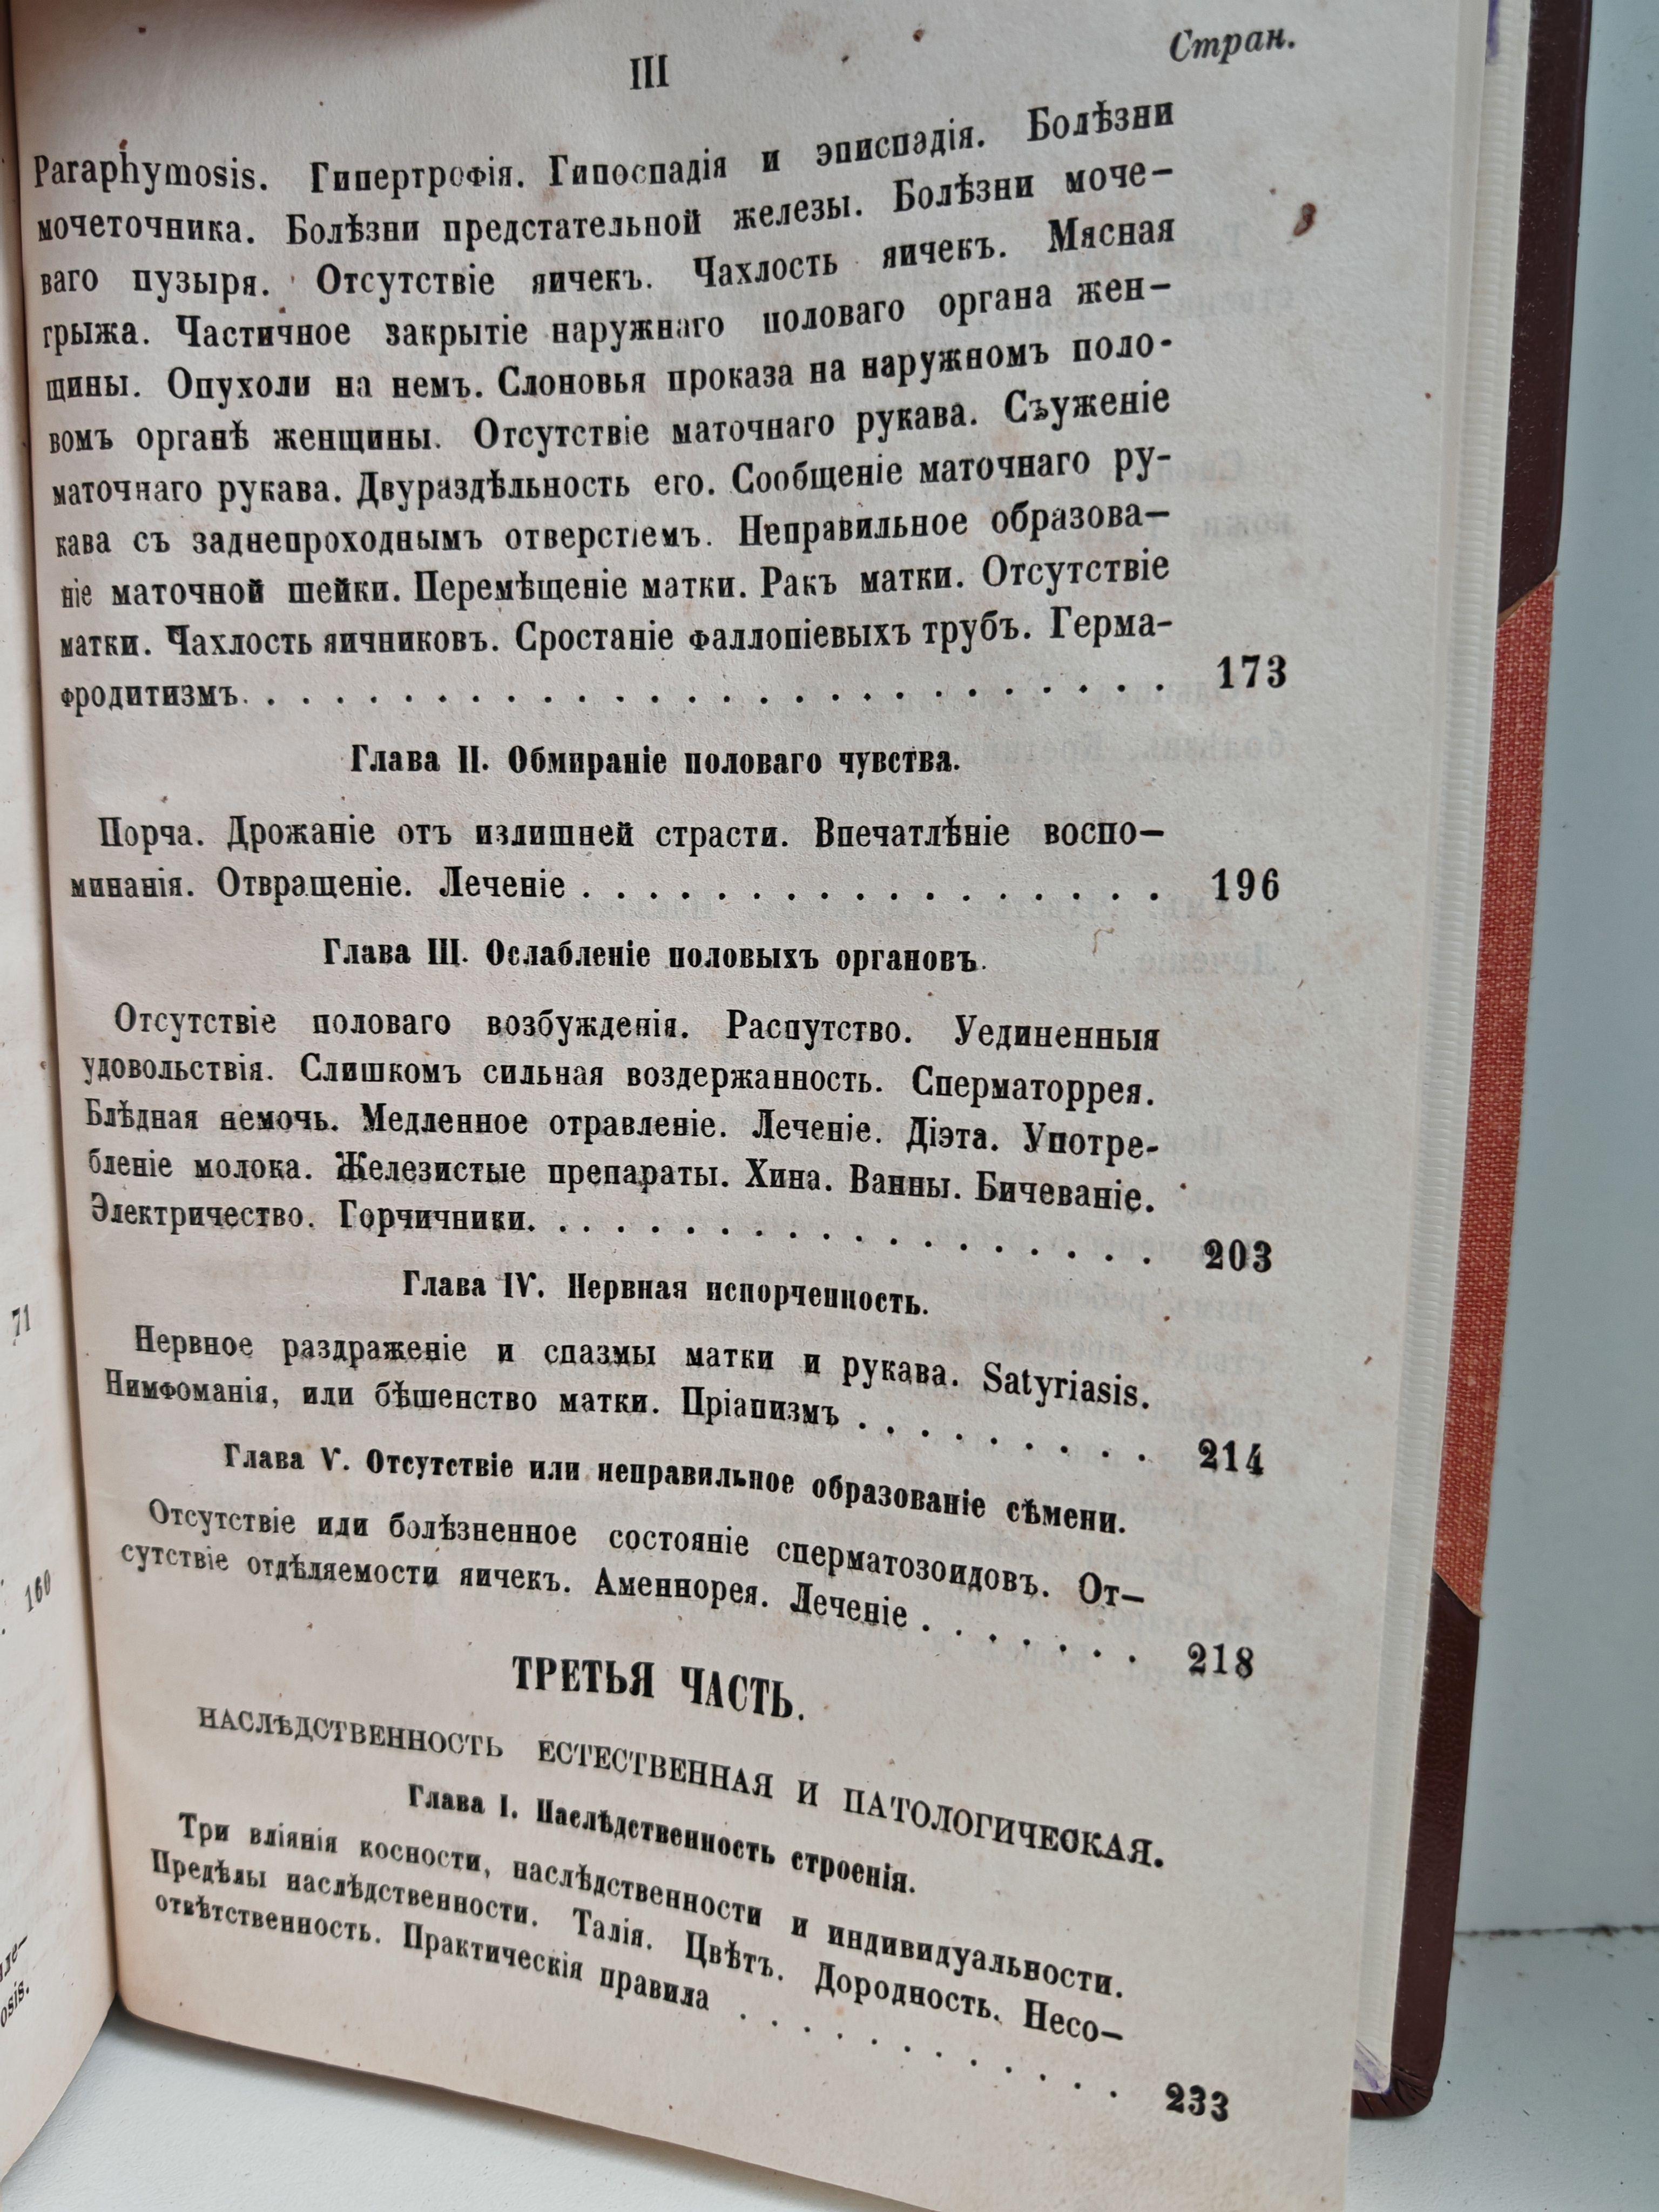 III
Стран.
Paraphymosis. Гипертрофія. Гипоспадія и эписпадія. Болѣзни
мочеточника. Болѣзни предстательной железы. Болѣзни моче-
ваго пузыря. Отсутствіе яичекъ. Чахлость яичекъ. Мясная
грыжа. Частичное закрытіе наружнаго половаго органа жен-
щины. Опухоли на немъ. Слоновья проказа на наружномъ поло-
вомъ органѣ женщины. Отсутствіе маточнаго рукава. Съуженіе
маточнаго рукава. Двураздѣльность его. Сообщеніе маточнаго ру-
кава съ заднепроходнымъ отверстіемъ. Неправильное образова-
ніе маточной шейки. Перемѣщеніе матки. Ракъ матки. Отсутствіе
матки. Чахлость яичниковъ. Сростаніе фаллопіевыхъ трубъ. Герма-
фродитизмъ. . . . . . . . . . . . . . . . . . . . . . . . . . . 173
Глава II. Обмираніе половаго чувства.
Порча. Дрожаніе отъ излишней страсти. Впечатлѣніе воспо-
минанія. Отвращеніе. Леченіе . . . . . . . . . . . . . . . . . . 196
Глава III. Ослабленіе половыхъ органовъ.
Отсутствіе половаго возбужденія. Распутство. Уединенныя
удовольствія. Слишкомъ сильная воздержанность. Сперматоррея.
Блѣдная немочь. Медленное отравленіе. Леченіе. Діэта. Употре-
бленіе молока. Железистые препараты. Хина. Ванны. Бичеваніе.
Электричество. Горчичники. . . . . . . . . . . . . . . . . . . . 203
Глава IV. Нервная испорченность.
Нервное раздраженіе и спазмы матки и рукава. Satyriasis.
Нимфоманія, или бѣшенство матки. Пріапизмъ . . . . . . . . . 214
Глава V. Отсутствіе или неправильное образованіе сѣмени.
Отсутствіе или болѣзненное состояніе сперматозоидовъ. От-
сутствіе отдѣляемости яичекъ. Аменнорея. Леченіе . . . . . . . 218
ТРЕТЬЯ ЧАСТЬ.
НАСЛѢДСТВЕННОСТЬ ЕСТЕСТВЕННАЯ И ПАТОЛОГИЧЕСКАЯ.
Глава I. Наслѣдственность строенія.
Три вліянія косности, наслѣдственности и индивидуальности.
Предѣлы наслѣдственности. Талія. Цвѣтъ. Дородность. Несо-
отвѣтственность. Практическія правила . . . . . . . . . . . . 233
71
160
osis.